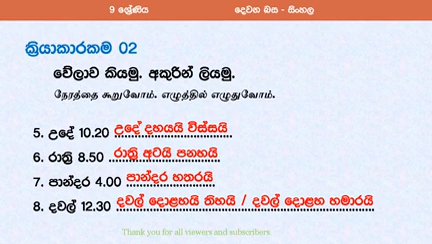 9 ශ්‍රේණිය දෙවන බස - සිංහල
ක්‍රියාකාරකම 02
වේලාව කියමු. අකුරින් ලියමු.
நேரத்தை கூறுவோம். எழுத்தில் எழுதுவோம்.
5. උදේ 10.20 උදේ දහයයි විස්සයි
6. රාත්‍රි 8.50 රාත්‍රි අටයි පනහයි
7. පාන්දර 4.00 පාන්දර හතරයි
8. දවල් 12.30 දවල් දොළහයි තිහයි / දවල් දොළහ හමාරයි
Thank you for all viewers and subscribers.